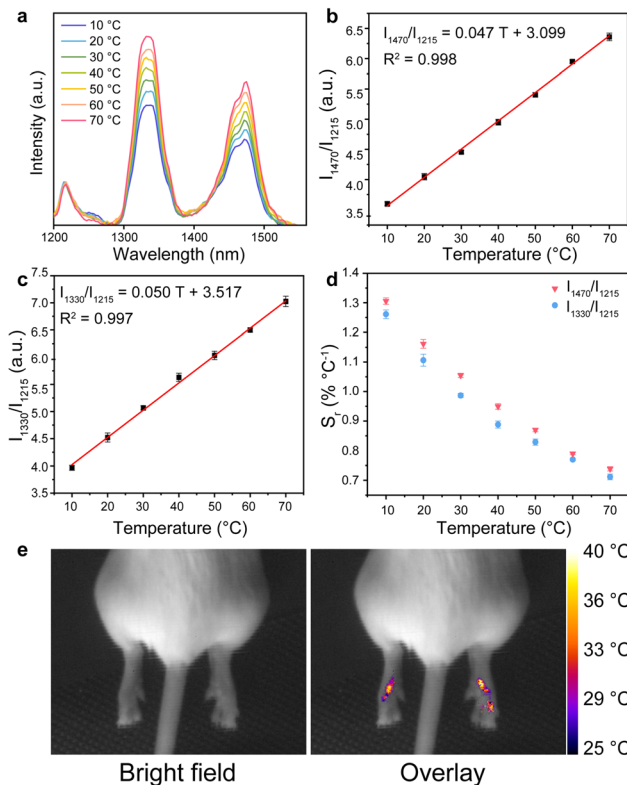 a
10 °C
20 °C
30 °C
40 °C
50 °C
60 °C
70 °C
Intensity (a.u.)
1200 1300 1400 1500
Wavelength (nm)
b
I1470/I1215 = 0.047 T + 3.099
R² = 0.998
I1470/I1215 (a.u.)
6.5
6.0
5.5
5.0
4.5
4.0
3.5
10 20 30 40 50 60 70
Temperature (°C)
c
I1330/I1215 = 0.050 T + 3.517
R² = 0.997
I1330/I1215 (a.u.)
7.5
7.0
6.5
6.0
5.5
5.0
4.5
4.0
3.5
10 20 30 40 50 60 70
Temperature (°C)
d
I1470/I1215
I1330/I1215
Sr (% °C⁻¹)
1.4
1.3
1.2
1.1
1.0
0.9
0.8
0.7
10 20 30 40 50 60 70
Temperature (°C)
e
40 °C
36 °C
33 °C
29 °C
25 °C
Bright field
Overlay